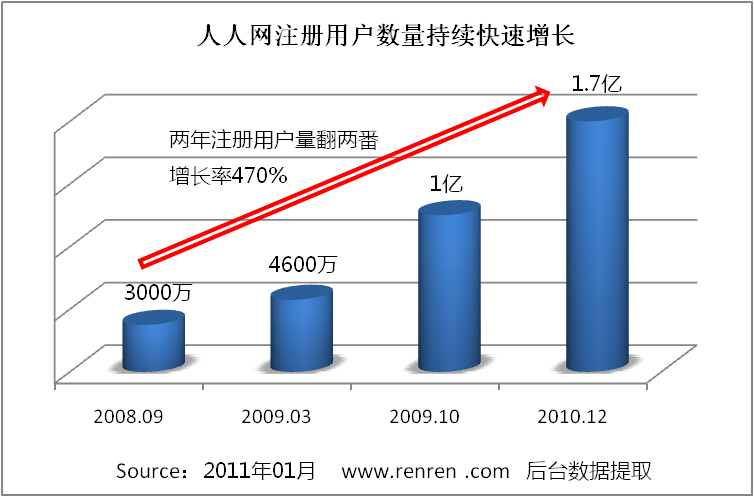 人人网注册用户数量持续快速增长
1.7亿
两年注册用户量翻两番
增长率470%
1亿
4600万
3000万
2008.09 2009.03 2009.10 2010.12
Source：2011年01月 www.renren .com 后台数据提取